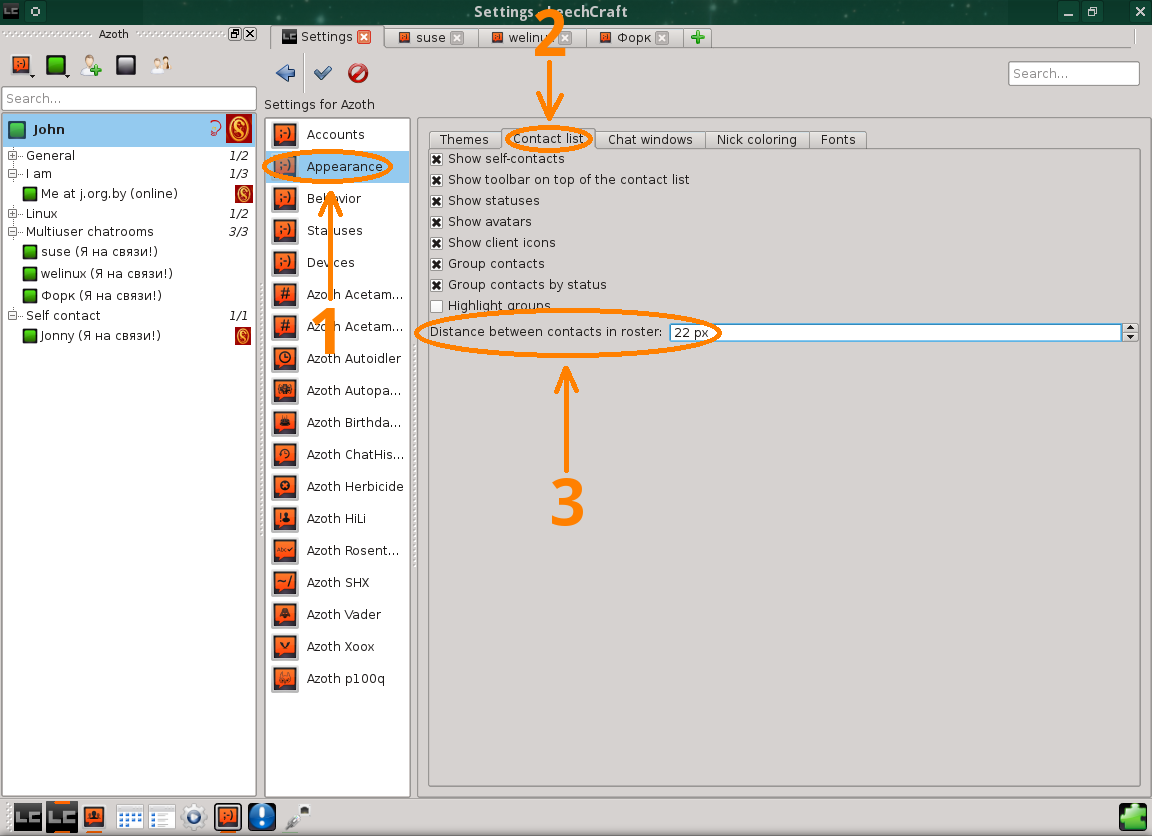 Settings - LeechCraft
Azoth
Settings
suse
welinux
Форк
2
Search...
Search...
Settings for Azoth
John
General 1/2
I am 1/3
Me at j.org.by (online)
Linux 1/2
Multiuser chatrooms 3/3
suse (Я на связи!)
welinux (Я на связи!)
Форк (Я на связи!)
Self contact 1/1
Jonny (Я на связи!)
Accounts
Appearance
Behavior
Statuses
Devices
Azoth Acetam...
Azoth Acetam...
1
Azoth Autoidler
Azoth Autopa...
Azoth Birthda...
Azoth ChatHis...
Azoth Herbicide
Azoth HiLi
Azoth Rosent...
Azoth SHX
Azoth Vader
Azoth Xoox
Azoth p100q
Themes
Contact list
Chat windows
Nick coloring
Fonts
Show self-contacts
Show toolbar on top of the contact list
Show statuses
Show avatars
Show client icons
Group contacts
Group contacts by status
Highlight groups
Distance between contacts in roster: 22 px
3
LC
LC